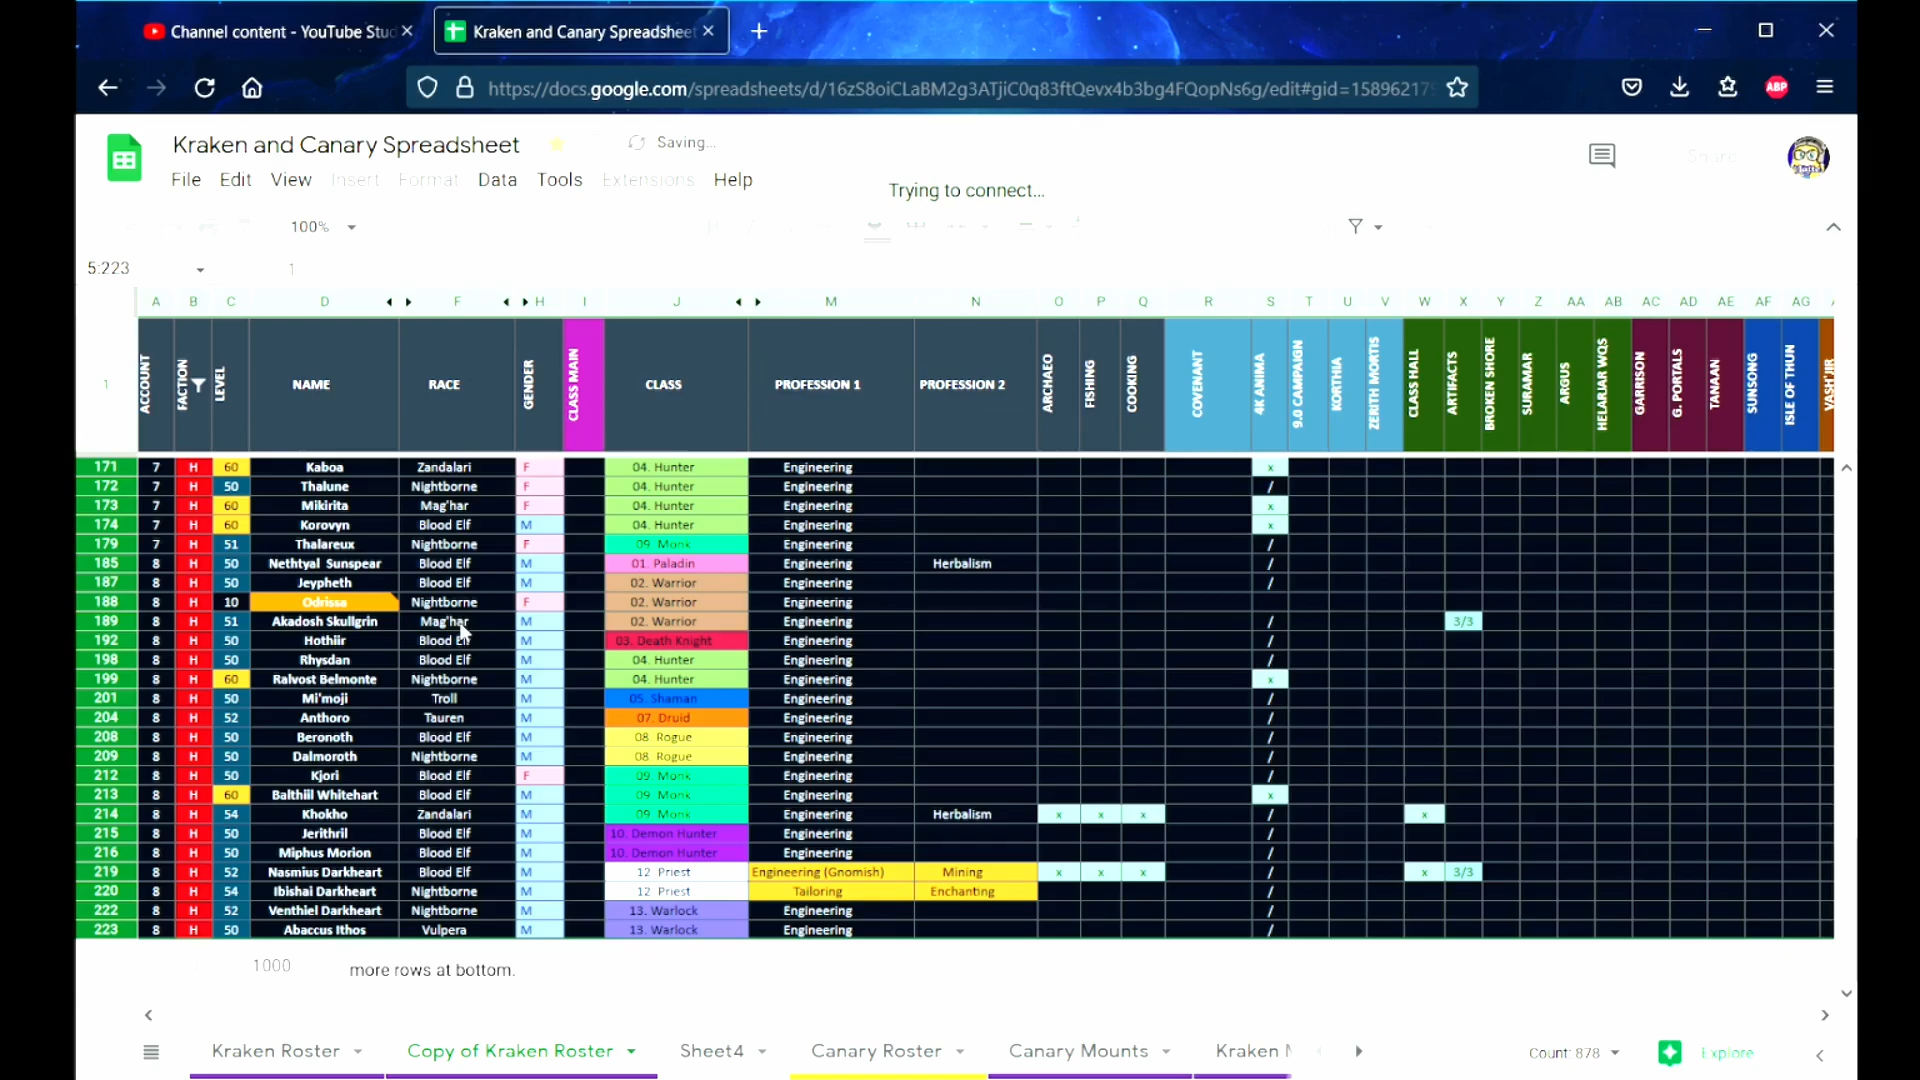 Channel content - YouTube Stu
Kraken and Canary Spreadsheet
https://docs.google.com/spreadsheets/d/16zS8oiCLaBM2g3ATjiC0q83ftQevx4b3bg4FQopNs6g/edit#gid=158962179
ABP
Kraken and Canary Spreadsheet Saving...
Share
File Edit View Insert Format Data Tools Extensions Help
Trying to connect...
100%
5:223 1
A B C D F H I J M N O P Q R S T U V W X Y Z AA AB AC AD AE AF AG
1 ACCOUNT FACTION LEVEL NAME RACE GENDER CLASS MAIN CLASS PROFESSION 1 PROFESSION 2 ARCHAEO FISHING COOKING COVENANT 4K ANIMA 9.0 CAMPAIGN KORTHIA ZERITH MORTIS CLASS HALL ARTIFACTS BROKEN SHORE SURAMAR ARGUS HELARJAR WQS GARRISON G. PORTALS TANAAN SUNSONG ISLE OF THUN VASH'JIR
171 7 H 60 Kaboa Zandalari F 04. Hunter Engineering x
172 7 H 50 Thalune Nightborne F 04. Hunter Engineering /
173 7 H 60 Mikirita Mag'har F 04. Hunter Engineering x
174 7 H 60 Korovyn Blood Elf M 04. Hunter Engineering x
179 7 H 51 Thalareux Nightborne F 09. Monk Engineering /
185 8 H 50 Nethtyal Sunspear Blood Elf M 01. Paladin Engineering Herbalism /
187 8 H 50 Jeypheth Blood Elf M 02. Warrior Engineering /
188 8 H 10 Odrissa Nightborne F 02. Warrior Engineering
189 8 H 51 Akadosh Skullgrin Mag'har M 02. Warrior Engineering / 3/3
192 8 H 50 Hothiir Blood Elf M 03. Death Knight Engineering /
198 8 H 50 Rhysdan Blood Elf M 04. Hunter Engineering /
199 8 H 60 Ralvost Belmonte Nightborne M 04. Hunter Engineering x
201 8 H 50 Mi'moji Troll M 05. Shaman Engineering /
204 8 H 52 Anthoro Tauren M 07. Druid Engineering /
208 8 H 50 Beronoth Blood Elf M 08. Rogue Engineering /
209 8 H 50 Dalmoroth Nightborne M 08. Rogue Engineering /
212 8 H 50 Kjori Blood Elf F 09. Monk Engineering /
213 8 H 60 Balthiil Whitehart Blood Elf M 09. Monk Engineering x
214 8 H 54 Khokho Zandalari M 09. Monk Engineering Herbalism x x x / x
215 8 H 50 Jerithril Blood Elf M 10. Demon Hunter Engineering /
216 8 H 50 Miphus Morion Blood Elf M 10. Demon Hunter Engineering /
219 8 H 52 Nasmius Darkheart Blood Elf M 12 Priest Engineering (Gnomish) Mining x x x / x 3/3
220 8 H 54 Ibishai Darkheart Nightborne M 12 Priest Tailoring Enchanting /
222 8 H 52 Venthiel Darkheart Nightborne M 13. Warlock Engineering /
223 8 H 50 Abaccus Ithos Vulpera M 13. Warlock Engineering /
1000 more rows at bottom.
Kraken Roster Copy of Kraken Roster Sheet4 Canary Roster Canary Mounts Kraken M Count: 878 Explore